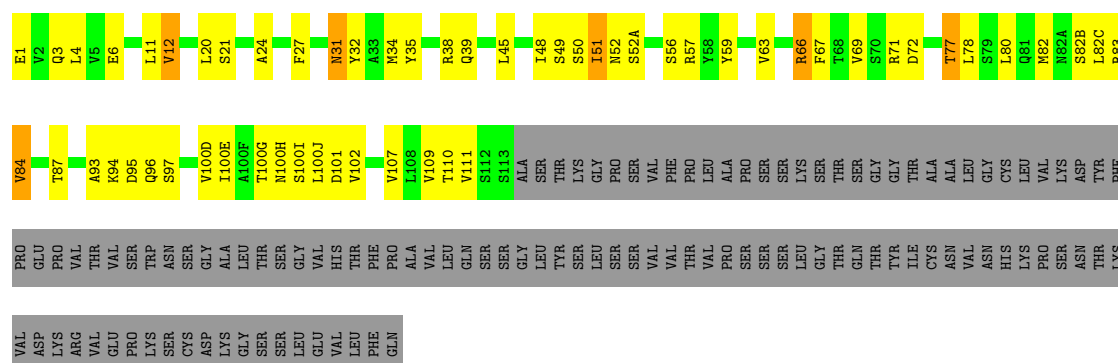 E1 V2 Q3 L4 V5 E6 L11 V12 L20 S21 A24 F27 N31 Y32 A33 M34 Y35 R38 Q39 L45 I48 S49 S50 I51 N52 S52A S56 R57 Y58 Y59 V63 R66 F67 T68 V69 S70 R71 D72 T77 L78 S79 L80 Q81 M82 N82A S82B L82C R83
V84 T87 A93 K94 D95 Q96 S97 V100D I100E A100F T100G N100H S100I L100J D101 V102 V107 L108 V109 T110 V111 S112 S113 ALA SER THR LYS GLY PRO SER VAL PHE PRO LEU ALA PRO SER SER LYS SER THR SER GLY GLY THR ALA ALA LEU GLY CYS LEU VAL LYS ASP TYR PHE
PRO GLU PRO VAL THR VAL SER TRP ASN SER GLY ALA LEU THR SER GLY VAL HIS THR PHE PRO ALA VAL LEU GLN SER SER GLY LEU TYR SER LEU SER SER VAL VAL THR VAL PRO SER SER SER LEU GLY THR GLN THR TYR ILE CYS ASN VAL ASN HIS LYS PRO SER ASN THR LYS
VAL ASP LYS ARG VAL GLU PRO LYS SER CYS ASP LYS GLY SER SER LEU GLU VAL LEU PHE GLN